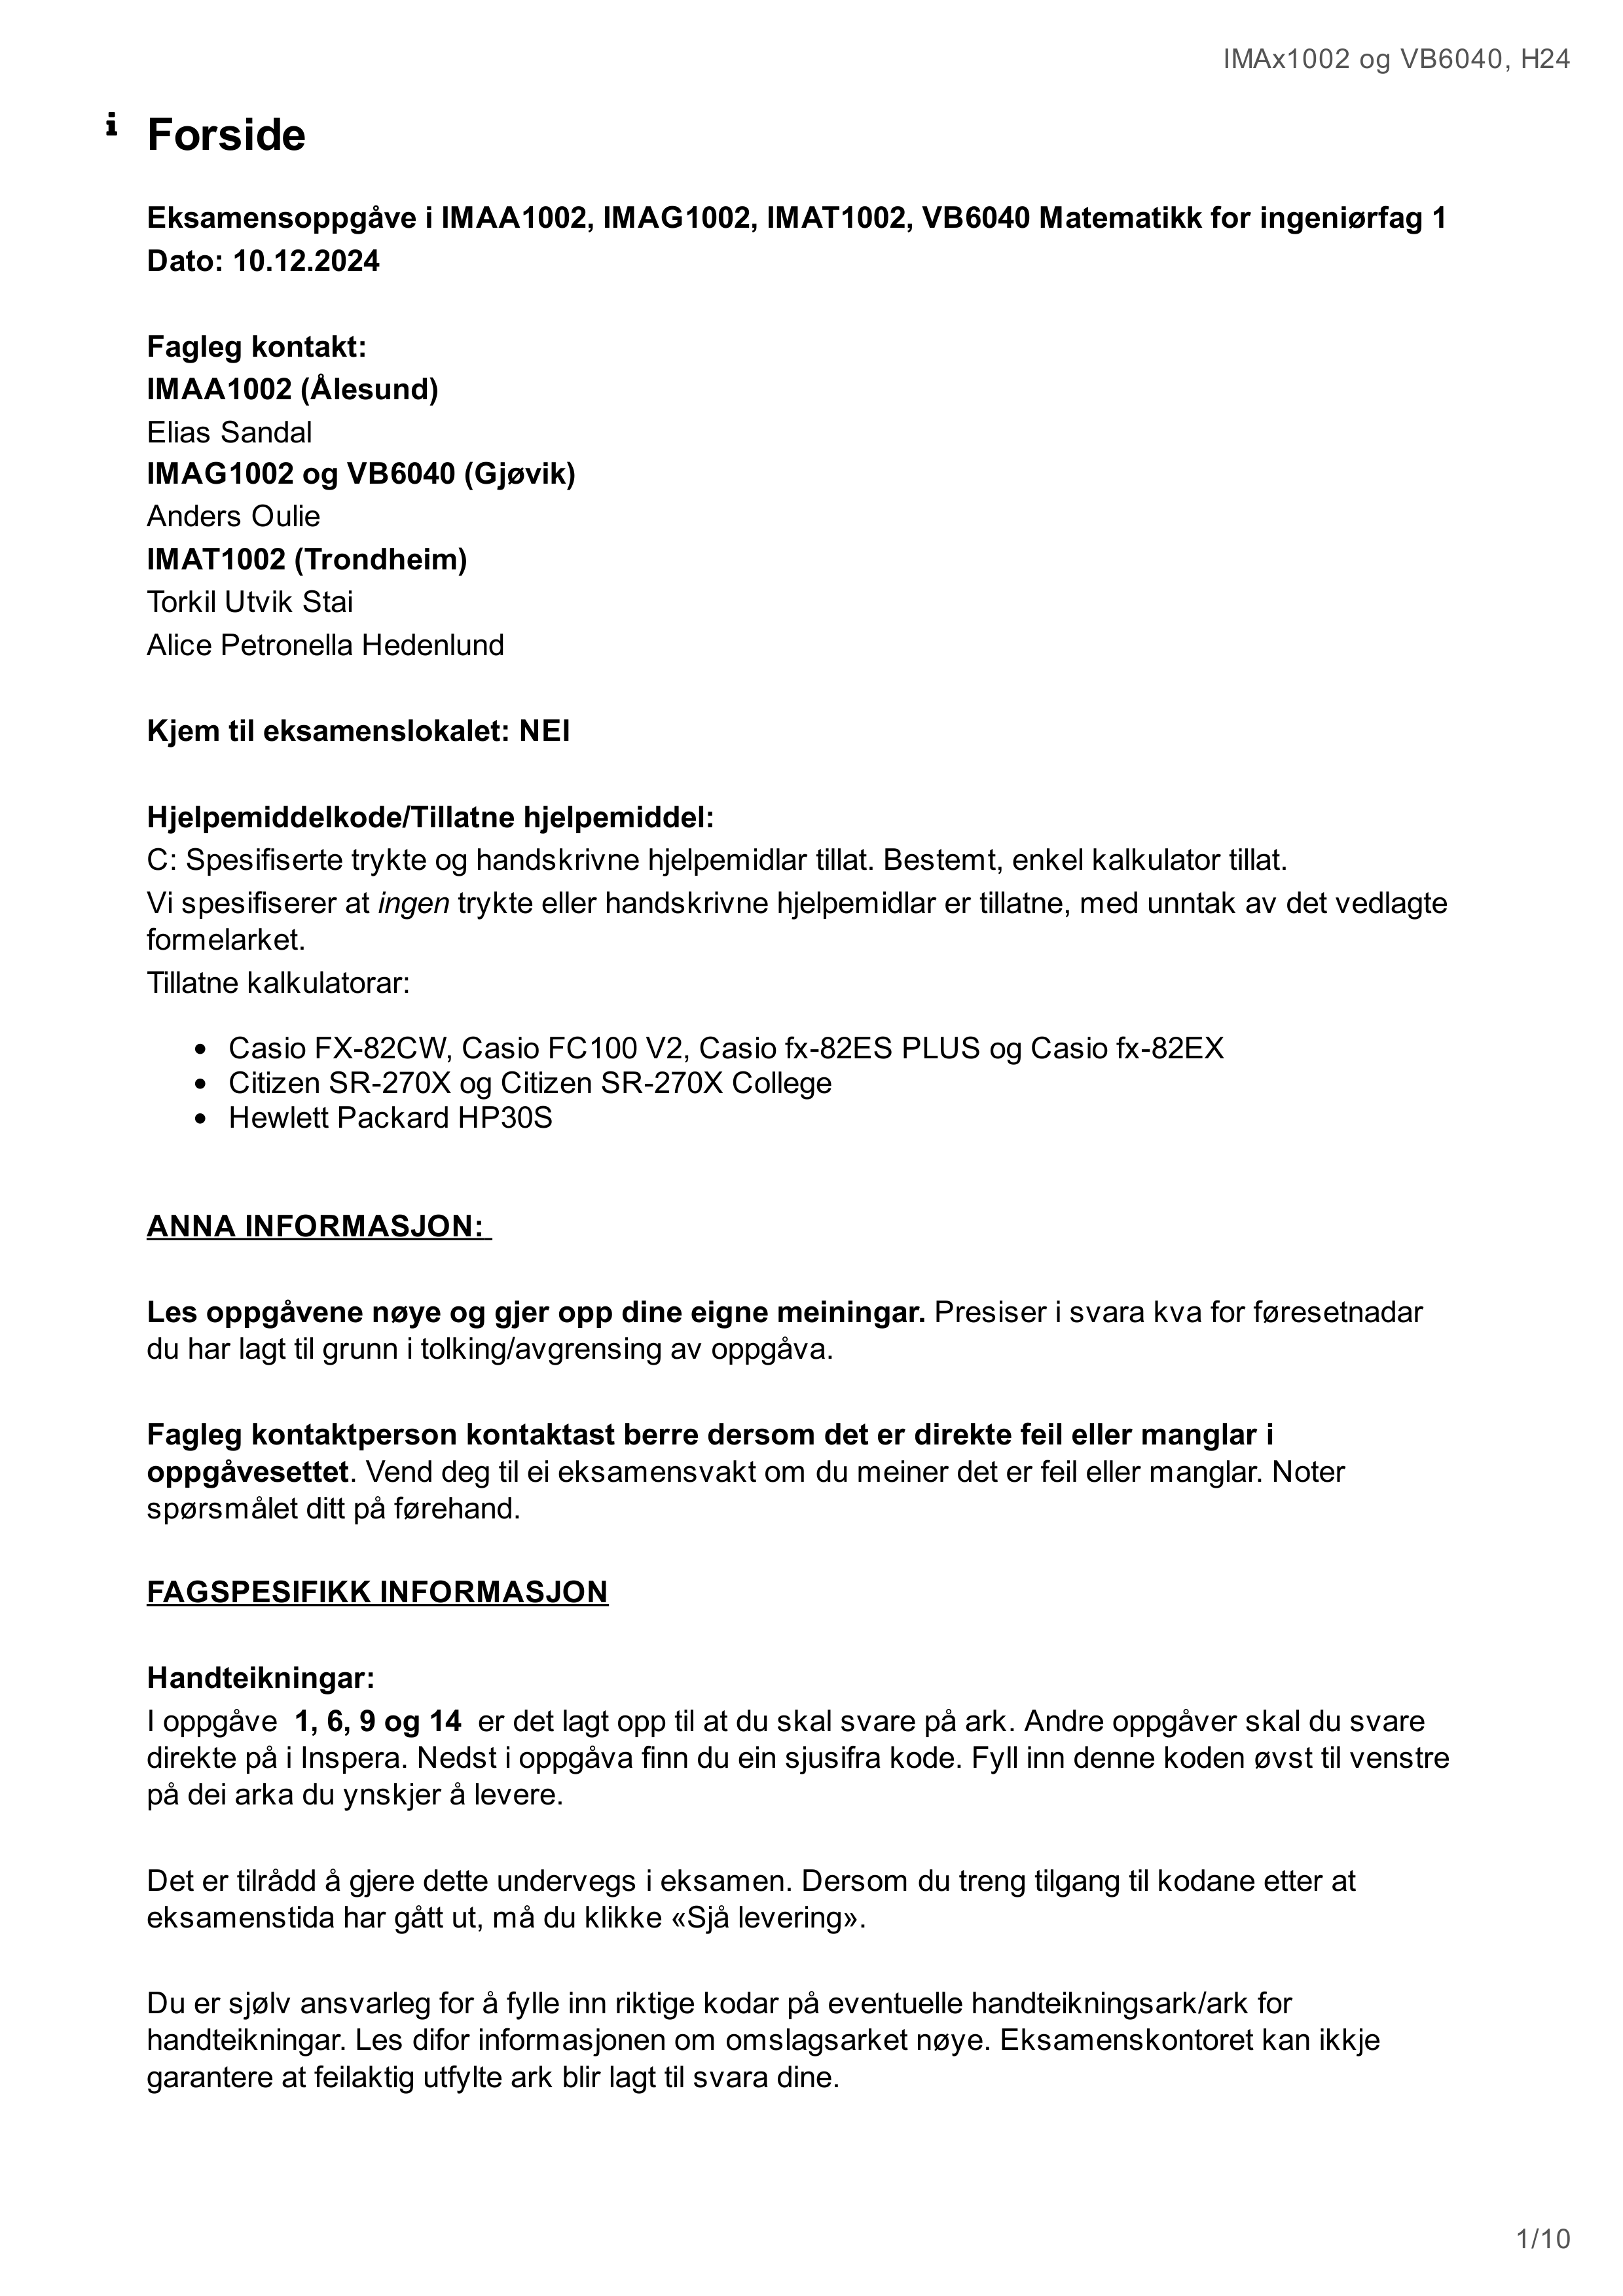 IMAx1002 og VB6040, H24
i Forside
Eksamensoppgåve i IMAA1002, IMAG1002, IMAT1002, VB6040 Matematikk for ingeniørfag 1
Dato: 10.12.2024
Fagleg kontakt:
IMAA1002 (Ålesund)
Elias Sandal
IMAG1002 og VB6040 (Gjøvik)
Anders Oulie
IMAT1002 (Trondheim)
Torkil Utvik Stai
Alice Petronella Hedenlund
Kjem til eksamenslokalet: NEI
Hjelpemiddelkode/Tillatne hjelpemiddel:
C: Spesifiserte trykte og handskrivne hjelpemidlar tillat. Bestemt, enkel kalkulator tillat.
Vi spesifiserer at ingen trykte eller handskrivne hjelpemidlar er tillatne, med unntak av det vedlagte
formelarket.
Tillatne kalkulatorar:
• Casio FX-82CW, Casio FC100 V2, Casio fx-82ES PLUS og Casio fx-82EX
• Citizen SR-270X og Citizen SR-270X College
• Hewlett Packard HP30S
ANNA INFORMASJON:
Les oppgåvene nøye og gjer opp dine eigne meiningar. Presiser i svara kva for føresetnadar
du har lagt til grunn i tolking/avgrensing av oppgåva.
Fagleg kontaktperson kontaktast berre dersom det er direkte feil eller manglar i
oppgåvesettet. Vend deg til ei eksamensvakt om du meiner det er feil eller manglar. Noter
spørsmålet ditt på førehand.
FAGSPESIFIKK INFORMASJON
Handteikningar:
I oppgåve 1, 6, 9 og 14 er det lagt opp til at du skal svare på ark. Andre oppgåver skal du svare
direkte på i Inspera. Nedst i oppgåva finn du ein sjusifra kode. Fyll inn denne koden øvst til venstre
på dei arka du ynskjer å levere.
Det er tilrådd å gjere dette undervegs i eksamen. Dersom du treng tilgang til kodane etter at
eksamenstida har gått ut, må du klikke «Sjå levering».
Du er sjølv ansvarleg for å fylle inn riktige kodar på eventuelle handteikningsark/ark for
handteikningar. Les difor informasjonen om omslagsarket nøye. Eksamenskontoret kan ikkje
garantere at feilaktig utfylte ark blir lagt til svara dine.
1/10